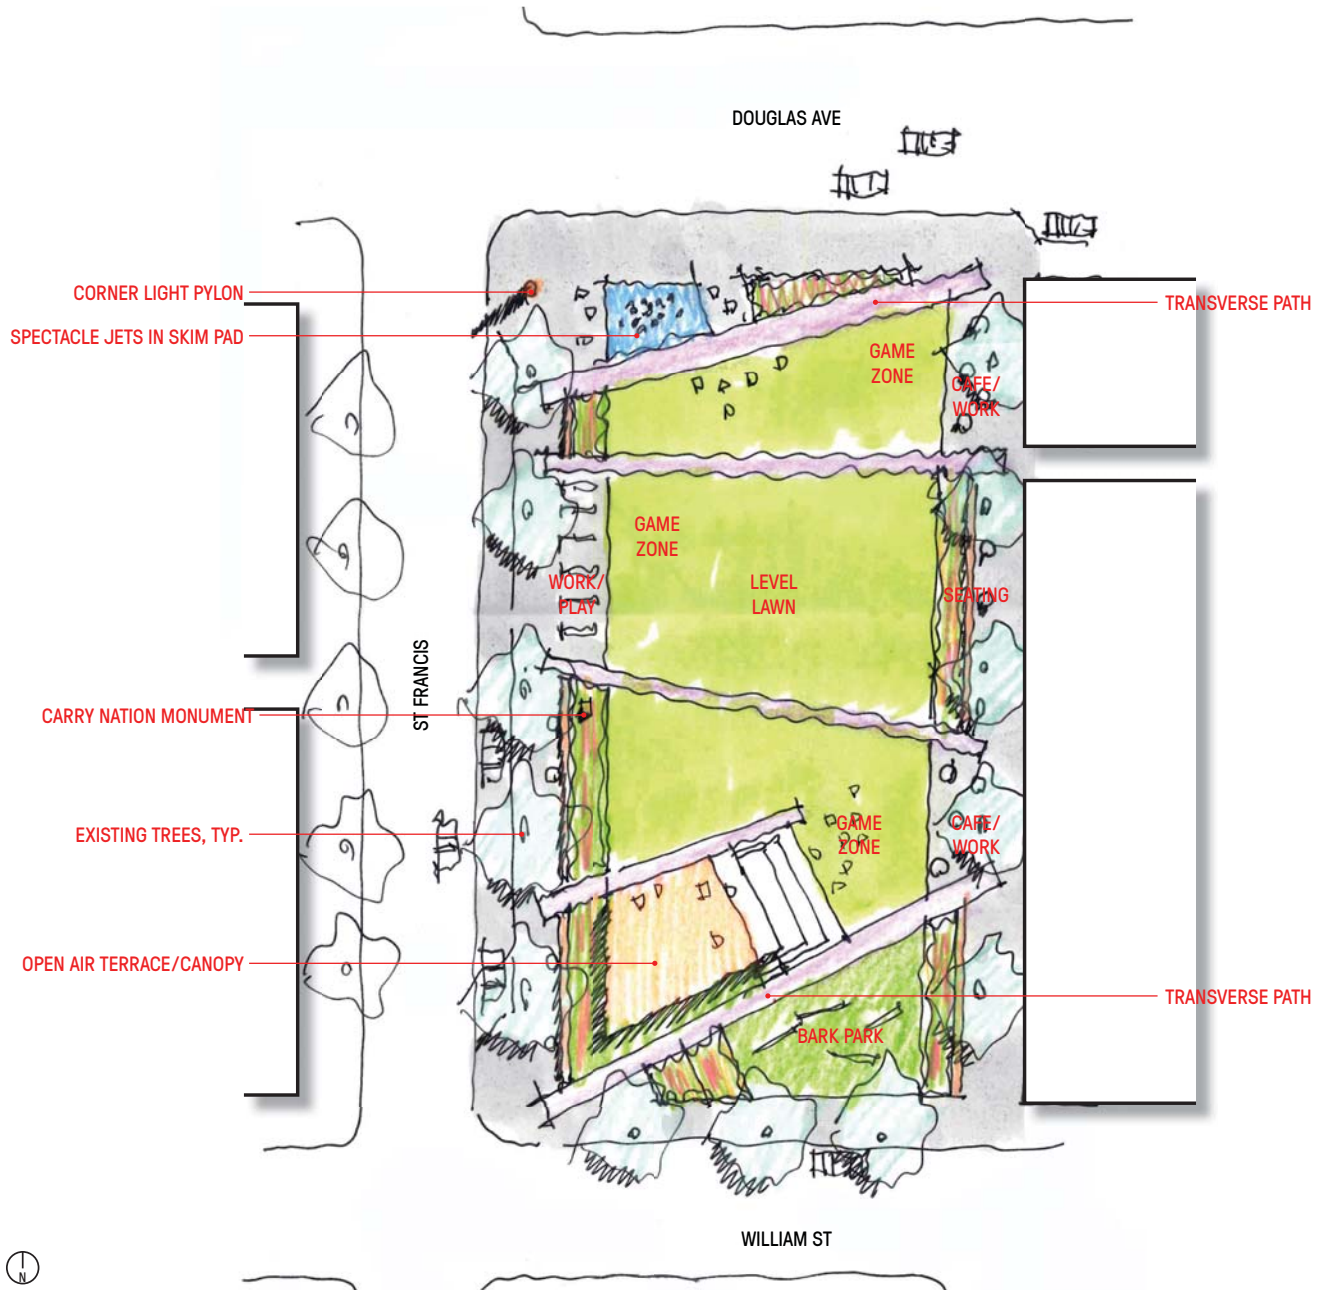 DOUGLAS AVE
CORNER LIGHT PYLON
TRANSVERSE PATH
SPECTACLE JETS IN SKIM PAD
GAME
ZONE
CAFE/
WORK
GAME
ZONE
WORK/
PLAY
LEVEL
LAWN
SEATING
ST FRANCIS
CARRY NATION MONUMENT
EXISTING TREES, TYP.
GAME
ZONE
CAFE/
WORK
OPEN AIR TERRACE/CANOPY
TRANSVERSE PATH
BARK PARK
WILLIAM ST
N